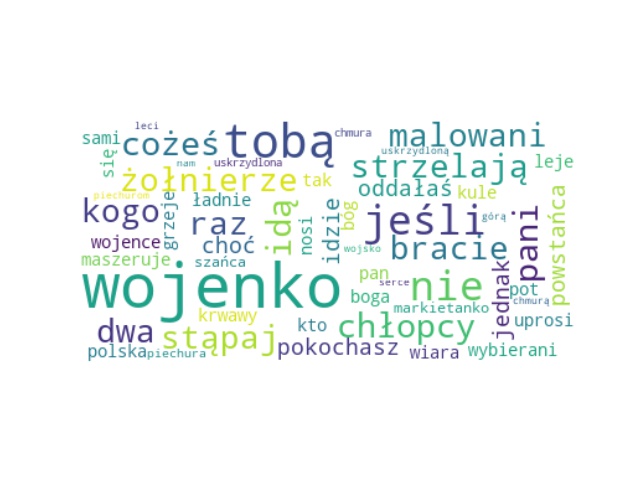 leci
sami
cożeś
tobą
chmura
malowani
się
nam
uskrzydlona
uskrzydloną
żołnierze
tak
strzelają
leje
piechurom
ładnie
oddałaś
kule
kogo
grzeje
raz
idą
nosi
idzie
bóg
jeśli
górą
pani
powstańca
wojence
choć
wojsko
bracie
maszeruje
szańca
wojenko
pan
serce
nie
jednak
pot
boga
chmurą
markietanko
krwawy
dwa
stąpaj
kto
chłopcy
uprosi
polska
piechura
pokochasz
wiara
wybierani